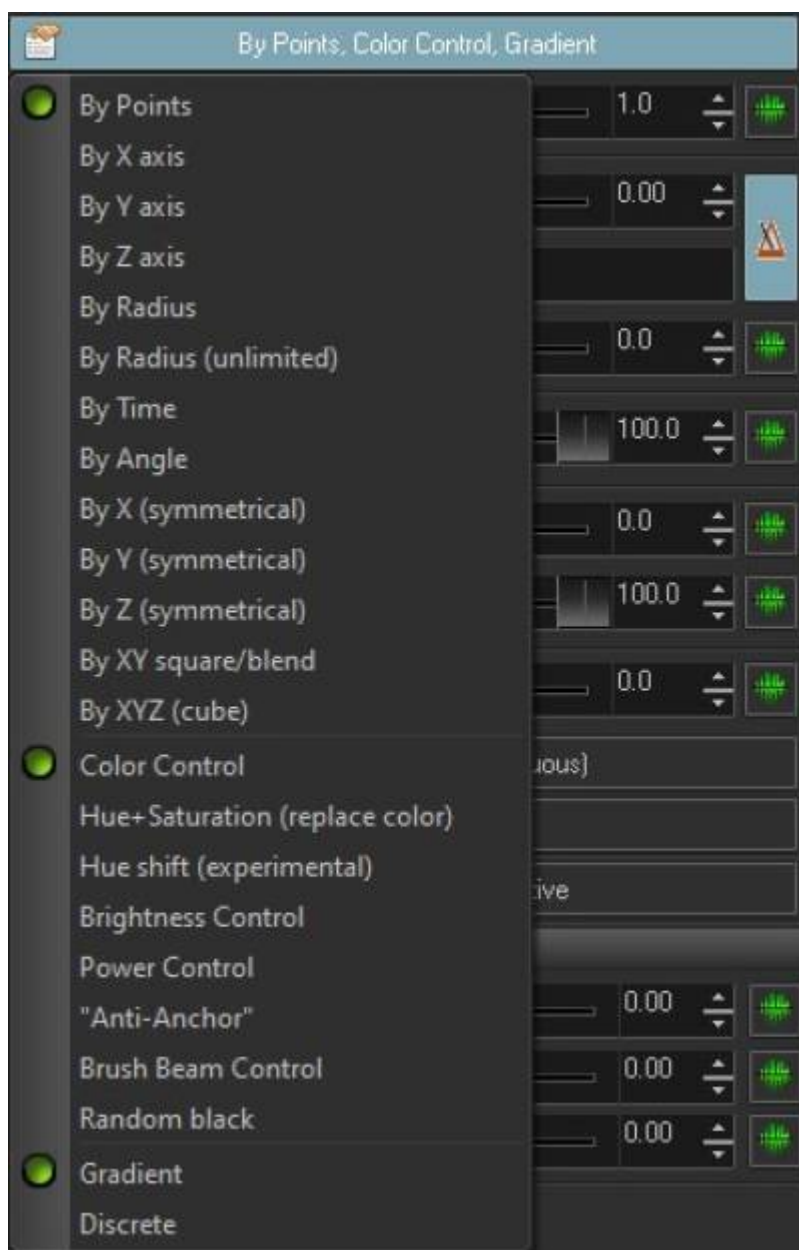 By Points, Color Control, Gradient
By Points
1.0
By X axis
By Y axis
0.00
By Z axis
By Radius
By Radius (unlimited)
0.0
By Time
100.0
By Angle
By X (symmetrical)
0.0
By Y (symmetrical)
By Z (symmetrical)
100.0
By XY square/blend
By XYZ (cube)
0.0
Color Control
uous)
Hue+Saturation (replace color)
Hue shift (experimental)
tive
Brightness Control
Power Control
"Anti-Anchor"
0.00
Brush Beam Control
0.00
Random black
0.00
Gradient
Discrete